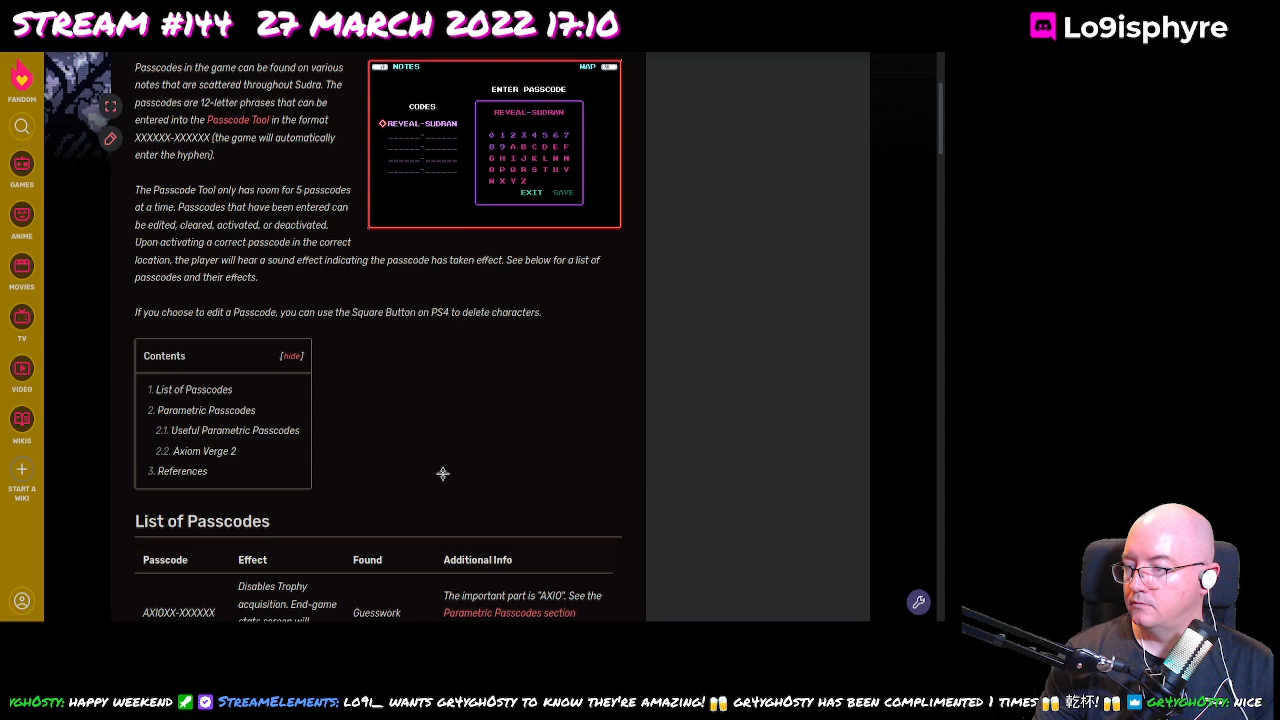 STREAM #144 27 MARCH 2022 17:10
Lo9isphyre
FANDOM
GAMES
ANIME
MOVIES
TV
VIDEO
WIKIS
START A
WIKI
Passcodes in the game can be found on various
notes that are scattered throughout Sudra. The
passcodes are 12-letter phrases that can be
entered into the Passcode Tool in the format
XXXXXX-XXXXXX (the game will automatically
enter the hyphen).
The Passcode Tool only has room for 5 passcodes
at a time. Passcodes that have been entered can
be edited, cleared, activated, or deactivated.
Upon activating a correct passcode in the correct
location, the player will hear a sound effect indicating the passcode has taken effect. See below for a list of
passcodes and their effects.
NOTES
MAP
ENTER PASSCODE
CODES
REVEAL-SUDRAN
REVEAL-SUDRAN
0 1 2 3 4 5 6 7
8 9 A B C D E F
G H I J K L M N
O P Q R S T U V
W X Y Z
EXIT SAVE
If you choose to edit a Passcode, you can use the Square Button on PS4 to delete characters.
Contents [hide]
1. List of Passcodes
2. Parametric Passcodes
2.1. Useful Parametric Passcodes
2.2. Axiom Verge 2
3. References
List of Passcodes
Passcode Effect Found Additional Info
Disables Trophy
acquisition. End-game
stats screen will
AXIOXX-XXXXXX
Guesswork
The important part is "AXIO". See the
Parametric Passcodes section
YGHOSTY: HAPPY WEEKEND STREAMELEMENTS: LO9I__ WANTS GR4YGHOSTY TO KNOW THEY'RE AMAZING! GR4YGHOSTY HAS BEEN COMPLIMENTED 1 TIMES 乾杯! GR4YGHOSTY: NICE